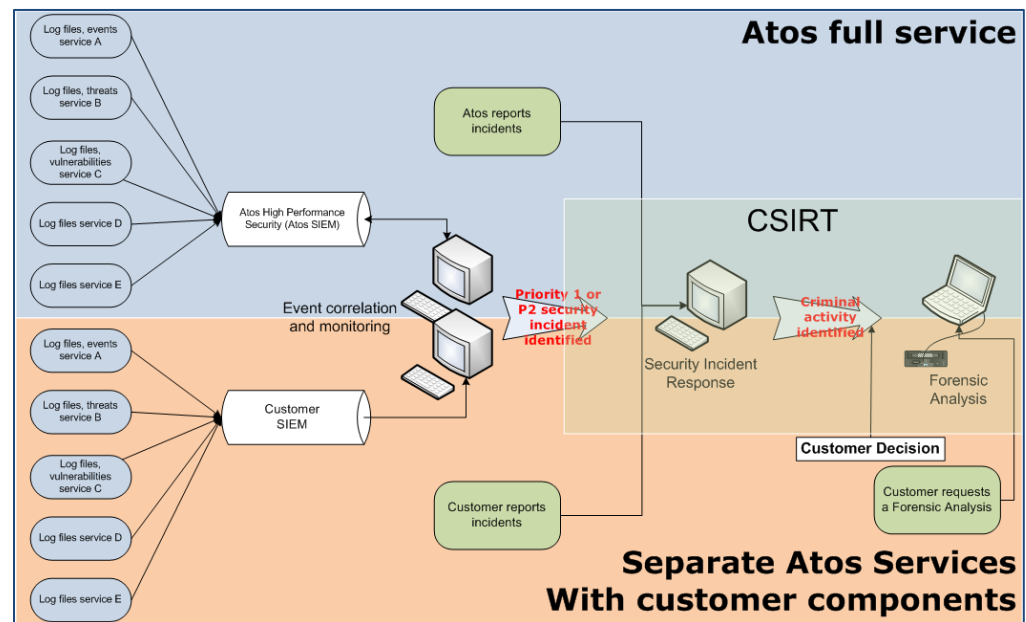 Atos full service
Log files, events
service A
Log files, threats
service B
Log files,
vulnerabilities
service C
Log files service D
Log files service E
Atos High Performance
Security (Atos SIEM)
Atos reports
incidents
Event correlation
and monitoring
Priority 1 or
P2 security
incident
identified
CSIRT
Security Incident
Response
Criminal
activity
identified
Forensic
Analysis
Log files, events
service A
Log files, threats
service B
Log files,
vulnerabilities
service C
Log files service D
Log files service E
Customer
SIEM
Customer reports
incidents
Customer Decision
Customer requests
a Forensic Analysis
Separate Atos Services
With customer components